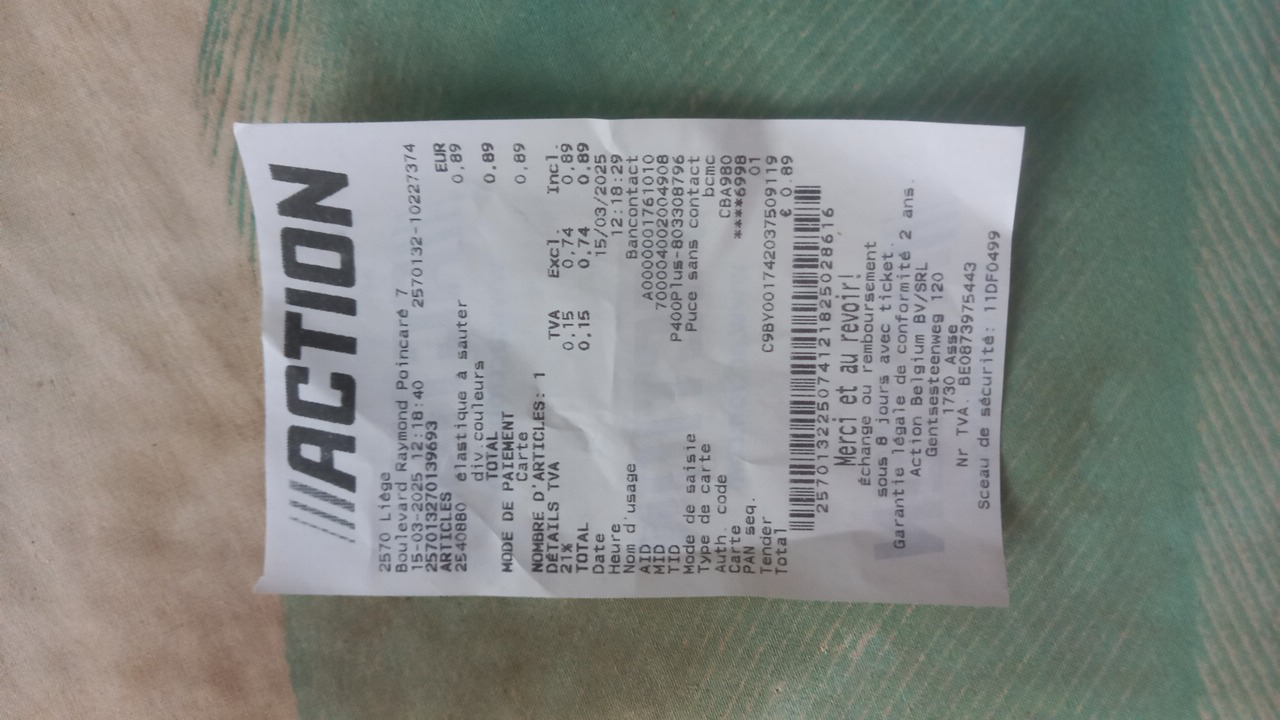 ACTION
2570 Liège
Boulevard Raymond Poincaré 7
15-03-2025 12:18:40 2570132-10227374
2570132270139693
ARTICLES EUR
2540880 élastique à sauter 0,89
div.couleurs
TOTAL 0,89
MODE DE PAIEMENT
Carte 0,89
NOMBRE D'ARTICLES: 1
DÉTAILS TVA TVA Excl. Incl.
21% 0,15 0,74 0,89
TOTAL 0,15 0,74 0,89
Date 15/03/2025
Heure 12:18:29
Nom d'usage Bancontact
AID A0000001761010
MID 70000402004908
TID P400Plus-803308796
Mode de saisie Puce sans contact
Type de carte bcmc
Auth. code CBA980
Carte ****6998
PAN seq. 01
Tender C9BY001742037509119
Total € 0.89
257013225074121825028616
Merci et au revoir!
Échange ou remboursement
sous 8 jours avec ticket.
Garantie légale de conformité 2 ans.
Action Belgium BV/SRL
Gentsesteenweg 120
1730 Asse
Nr TVA. BE0873975443
Sceau de sécurité: 11DF0499